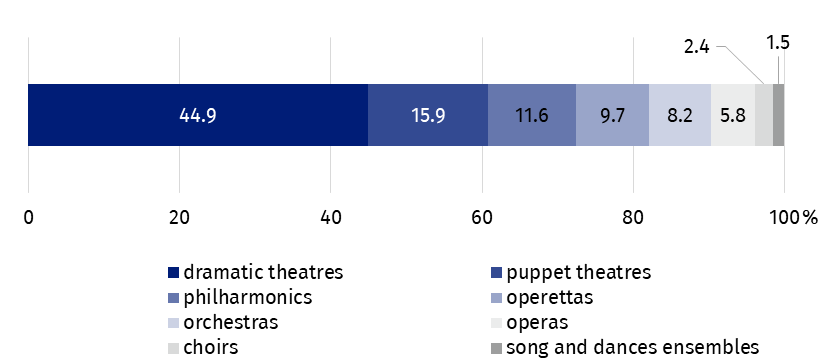 2.4 1.5
44.9 15.9 11.6 9.7 8.2 5.8
0 20 40 60 80 100 %
dramatic theatres puppet theatres
philharmonics operettas
orchestras operas
choirs song and dances ensembles